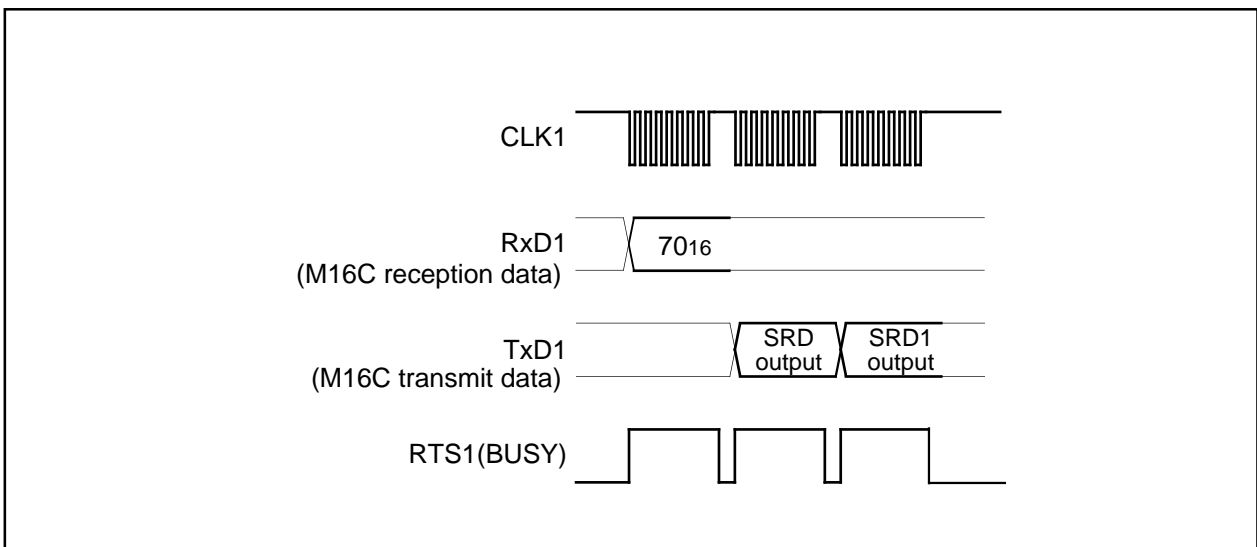 CLK1
RxD1
(M16C reception data)
7016
TxD1
(M16C transmit data)
SRD
output
SRD1
output
RTS1(BUSY)